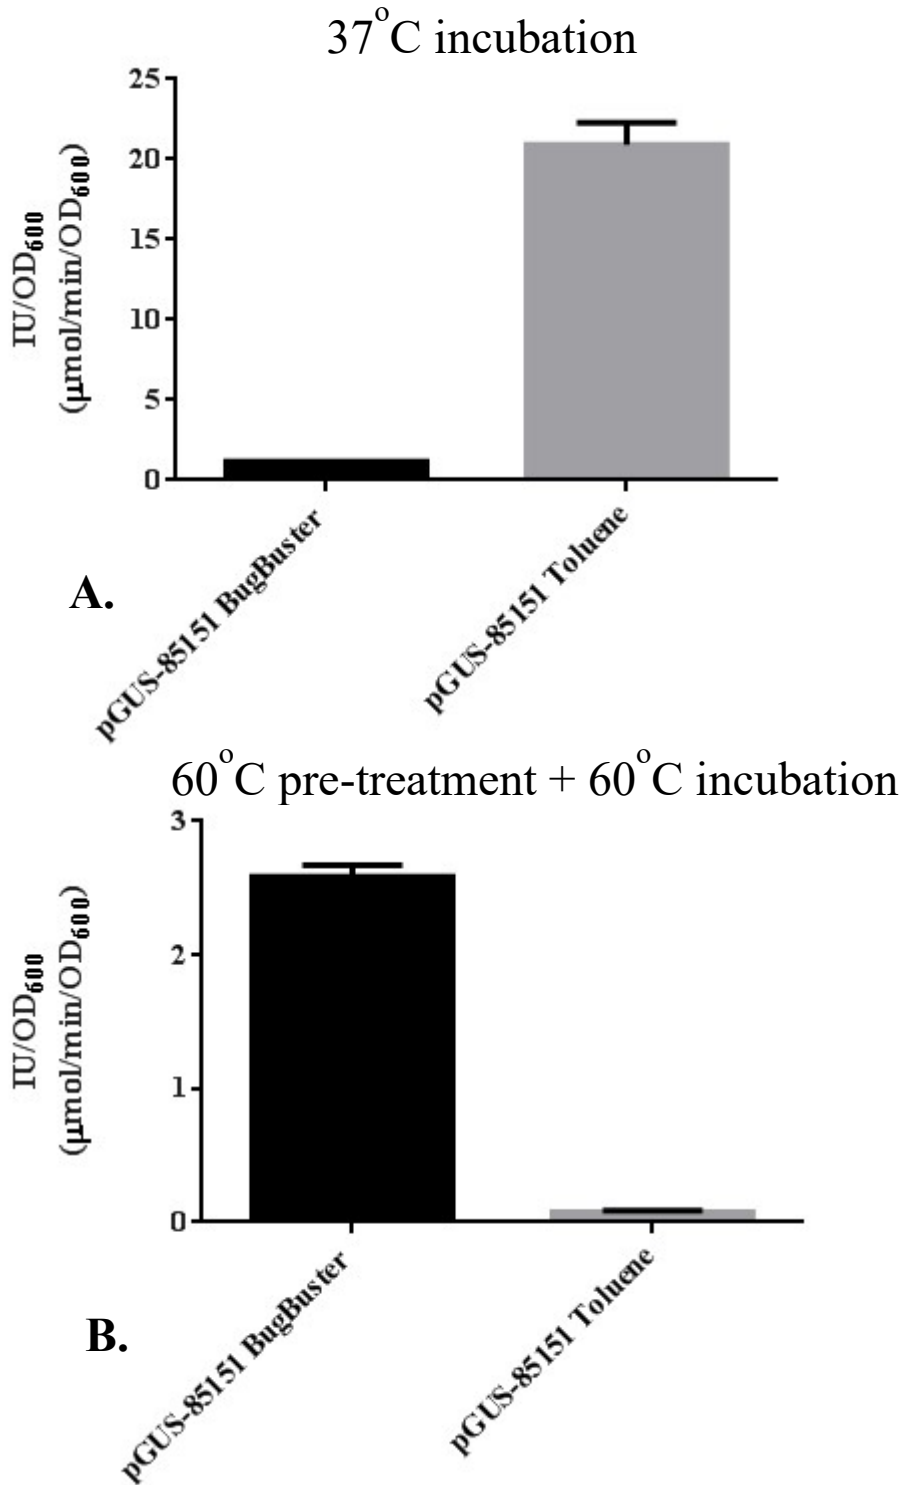 37°C incubation
25
20
15
10
5
0
IU/OD600
(µmol/min/OD600)
pGUS-85151 BugBuster
pGUS-85151 Toluene
A.
60°C pre-treatment + 60°C incubation
3
2
1
0
IU/OD600
(µmol/min/OD600)
pGUS-85151 BugBuster
pGUS-85151 Toluene
B.